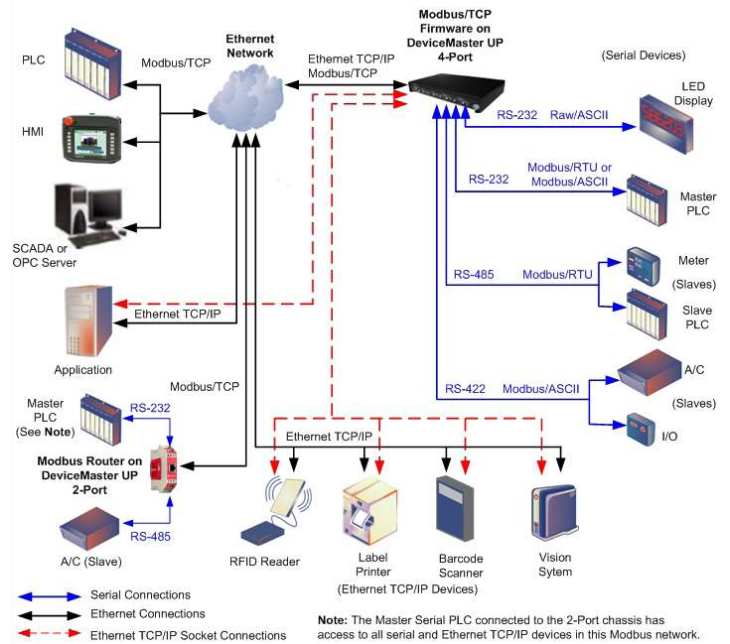 Modbus/TCP
Firmware on
DeviceMaster UP
4-Port
Ethernet
Network
PLC
Modbus/TCP
Ethernet TCP/IP
Modbus/TCP
(Serial Devices)
LED
Display
HMI
RS-232 Raw/ASCII
Modbus/RTU or
Modbus/ASCII
RS-232
Master
PLC
SCADA or
OPC Server
RS-485 Modbus/RTU
Meter
(Slaves)
Slave
PLC
Ethernet TCP/IP
Application
Modbus/TCP
RS-422 Modbus/ASCII
A/C
(Slaves)
I/O
Master
PLC
(See Note)
RS-232
Ethernet TCP/IP
Modbus Router on
DeviceMaster UP
2-Port
RS-485
A/C (Slave)
RFID Reader
Label
Printer
Barcode
Scanner
Vision
Sytem
(Ethernet TCP/IP Devices)
Serial Connections
Ethernet Connections
Ethernet TCP/IP Socket Connections
Note: The Master Serial PLC connected to the 2-Port chassis has
access to all serial and Ethernet TCP/IP devices in this Modbus network.